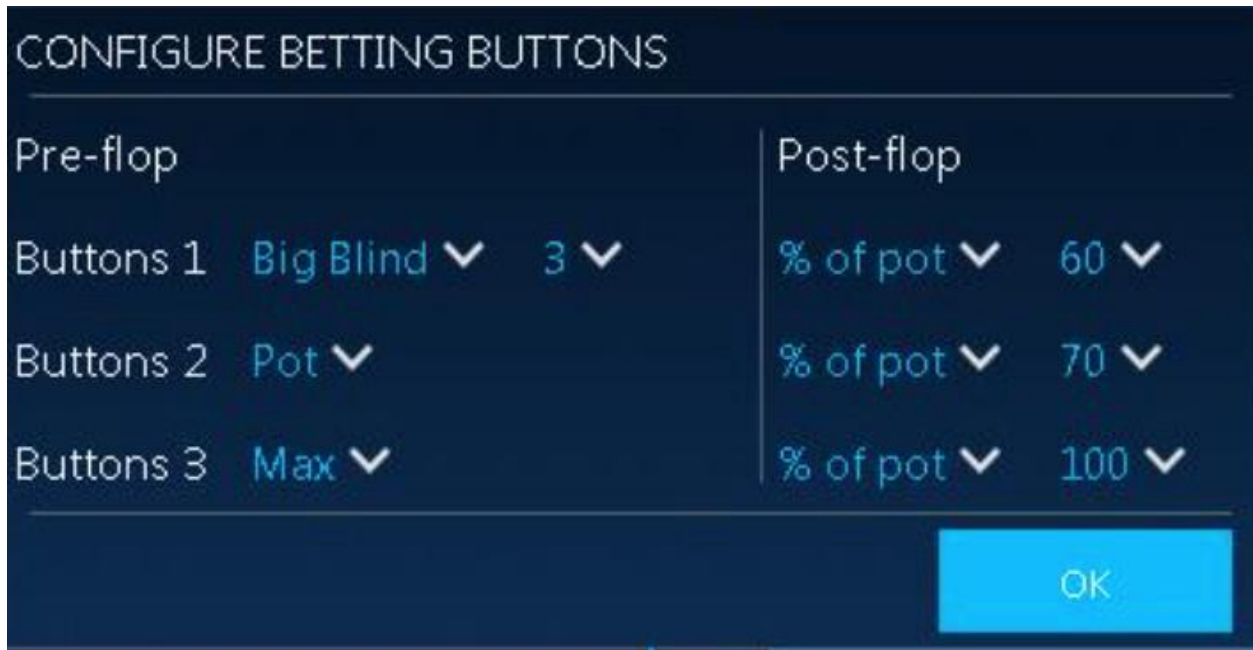 CONFIGURE BETTING BUTTONS
Pre-flop Post-flop
Buttons 1 Big Blind 3 % of pot 60
Buttons 2 Pot % of pot 70
Buttons 3 Max % of pot 100
OK